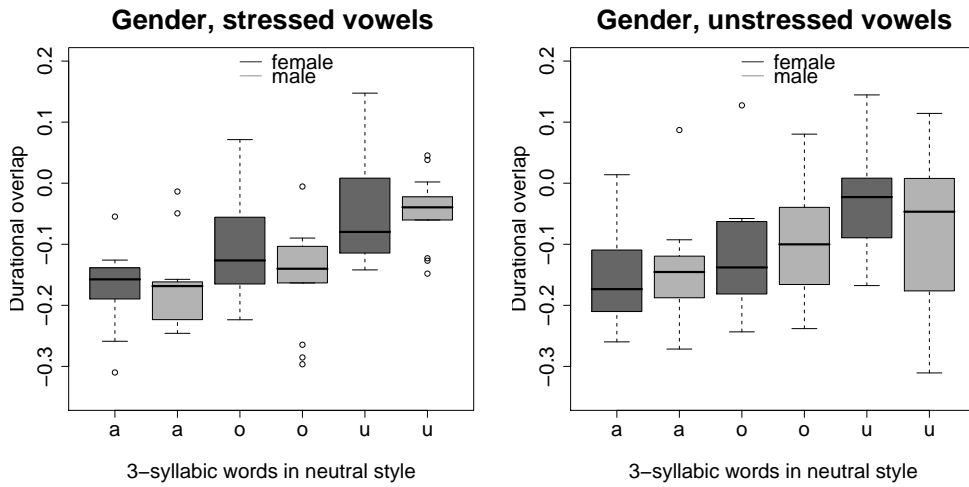 Gender, stressed vowels
female
male
Durational overlap
0.2
0.1
0.0
−0.1
−0.2
−0.3
a a o o u u
3−syllabic words in neutral style
Gender, unstressed vowels
female
male
Durational overlap
0.2
0.1
0.0
−0.1
−0.2
−0.3
a a o o u u
3−syllabic words in neutral style